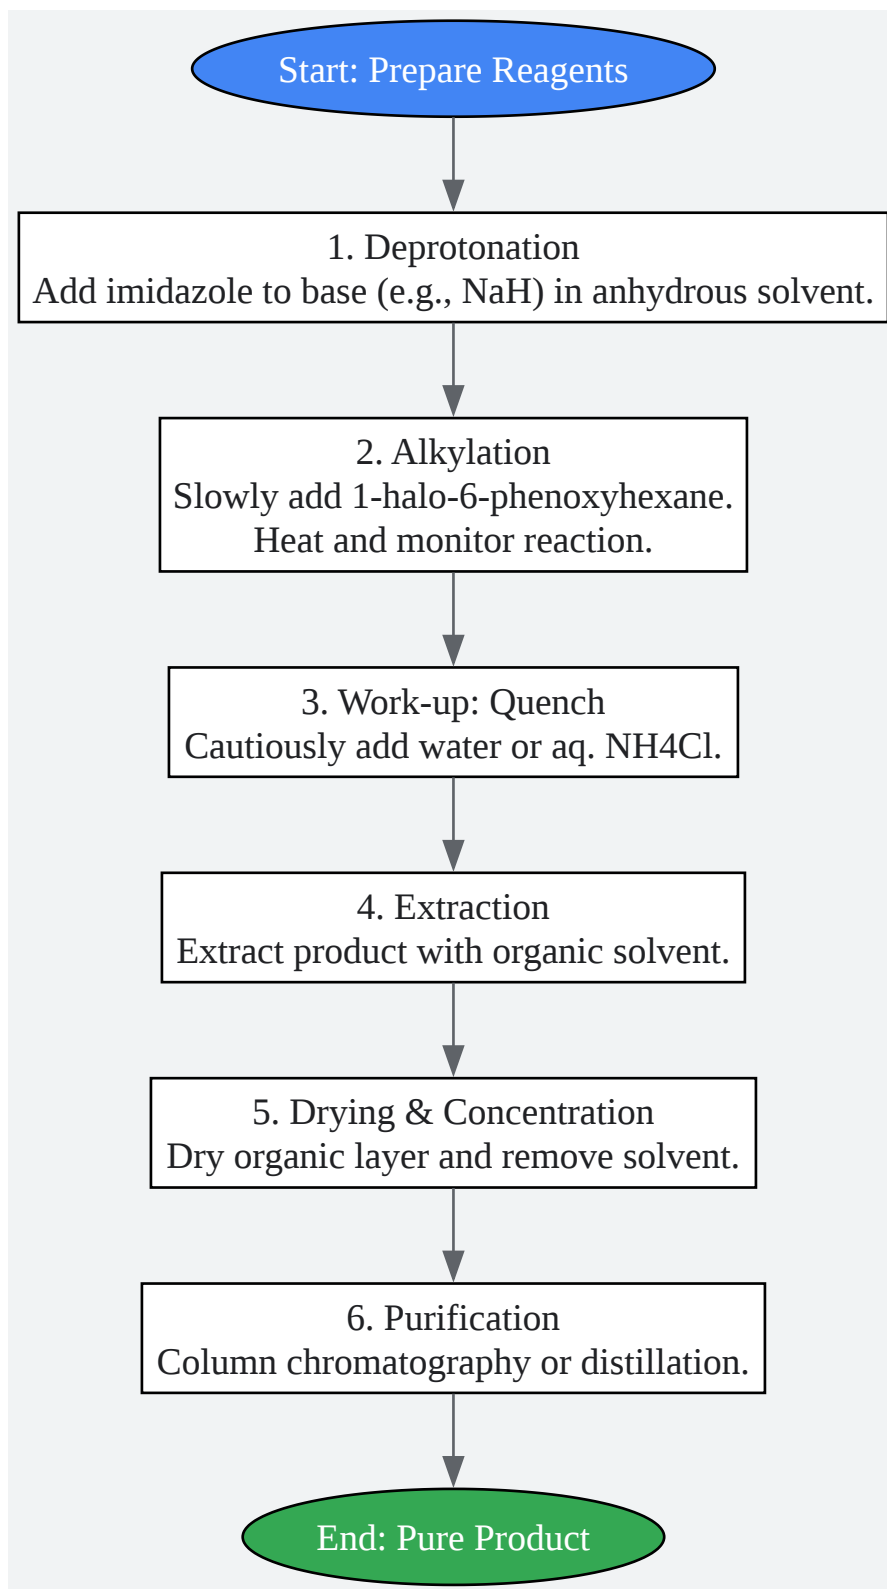 Start: Prepare Reagents
1. Deprotonation
Add imidazole to base (e.g., NaH) in anhydrous solvent.
2. Alkylation
Slowly add 1-halo-6-phenoxyhexane.
Heat and monitor reaction.
3. Work-up: Quench
Cautiously add water or aq. NH4Cl.
4. Extraction
Extract product with organic solvent.
5. Drying & Concentration
Dry organic layer and remove solvent.
6. Purification
Column chromatography or distillation.
End: Pure Product